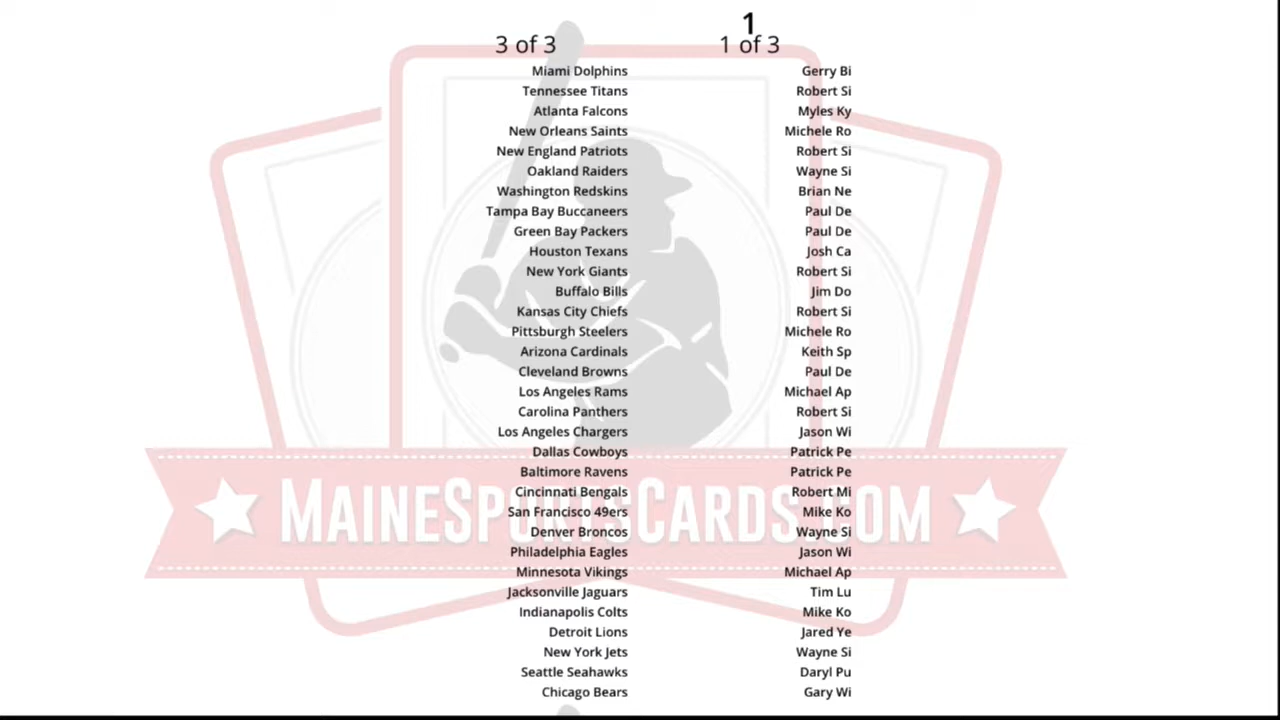 1
3 of 3 1 of 3
Miami Dolphins Gerry Bi
Tennessee Titans Robert Si
Atlanta Falcons Myles Ky
New Orleans Saints Michele Ro
New England Patriots Robert Si
Oakland Raiders Wayne Si
Washington Redskins Brian Ne
Tampa Bay Buccaneers Paul De
Green Bay Packers Paul De
Houston Texans Josh Ca
New York Giants Robert Si
Buffalo Bills Jim Do
Kansas City Chiefs Robert Si
Pittsburgh Steelers Michele Ro
Arizona Cardinals Keith Sp
Cleveland Browns Paul De
Los Angeles Rams Michael Ap
Carolina Panthers Robert Si
Los Angeles Chargers Jason Wi
Dallas Cowboys Patrick Pe
Baltimore Ravens Patrick Pe
Cincinnati Bengals Robert Mi
MAINESPORTSCARDS.COM
San Francisco 49ers Mike Ko
Denver Broncos Wayne Si
Philadelphia Eagles Jason Wi
Minnesota Vikings Michael Ap
Jacksonville Jaguars Tim Lu
Indianapolis Colts Mike Ko
Detroit Lions Jared Ye
New York Jets Wayne Si
Seattle Seahawks Daryl Pu
Chicago Bears Gary Wi